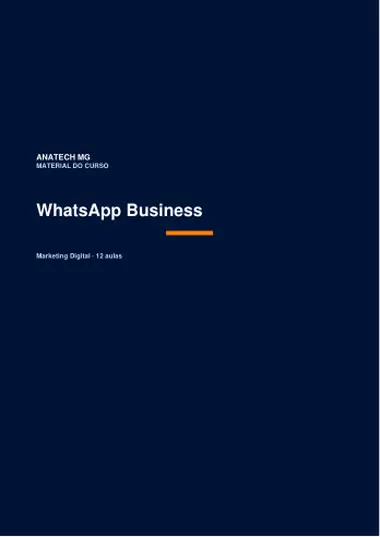 ANATECH MG
MATERIAL DO CURSO
WhatsApp Business
Marketing Digital · 12 aulas